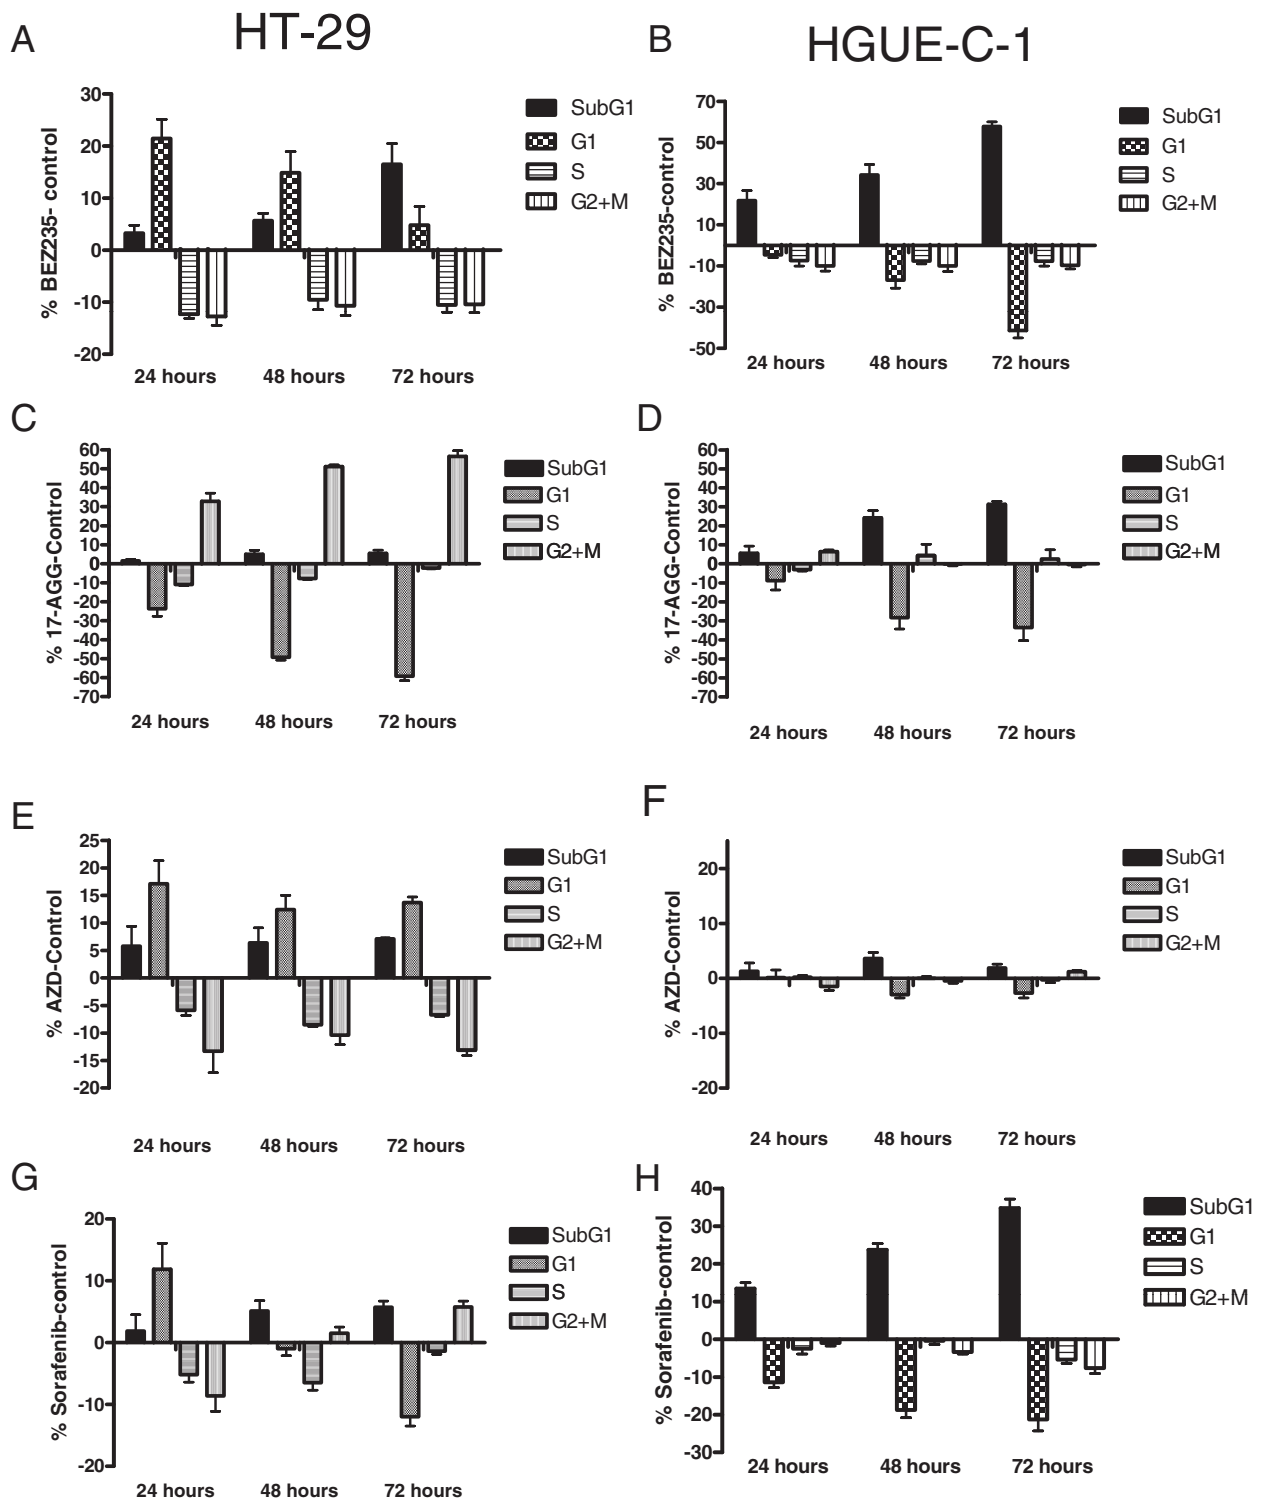 A
HT-29
B
HGUE-C-1
% BEZ235- control
30
20
10
0
-10
-20
24 hours
48 hours
72 hours
SubG1
G1
S
G2+M
% BEZ235-control
70
50
30
10
-10
-30
-50
24 hours
48 hours
72 hours
SubG1
G1
S
G2+M
C
% 17-AGG-Control
60
50
40
30
20
10
0
-10
-20
-30
-40
-50
-60
-70
24 hours
48 hours
72 hours
SubG1
G1
S
G2+M
D
% 17-AGG-Control
60
50
40
30
20
10
0
-10
-20
-30
-40
-50
-60
-70
24 hours
48 hours
72 hours
SubG1
G1
S
G2+M
E
% AZD-Control
25
20
15
10
5
0
-5
-10
-15
-20
24 hours
48 hours
72 hours
SubG1
G1
S
G2+M
F
% AZD-Control
20
10
0
-10
-20
24 hours
48 hours
72 hours
SubG1
G1
S
G2+M
G
% Sorafenib-control
20
10
0
-10
-20
24 hours
48 hours
72 hours
SubG1
G1
S
G2+M
H
% Sorafenib-control
40
30
20
10
0
-10
-20
-30
24 hours
48 hours
72 hours
SubG1
G1
S
G2+M